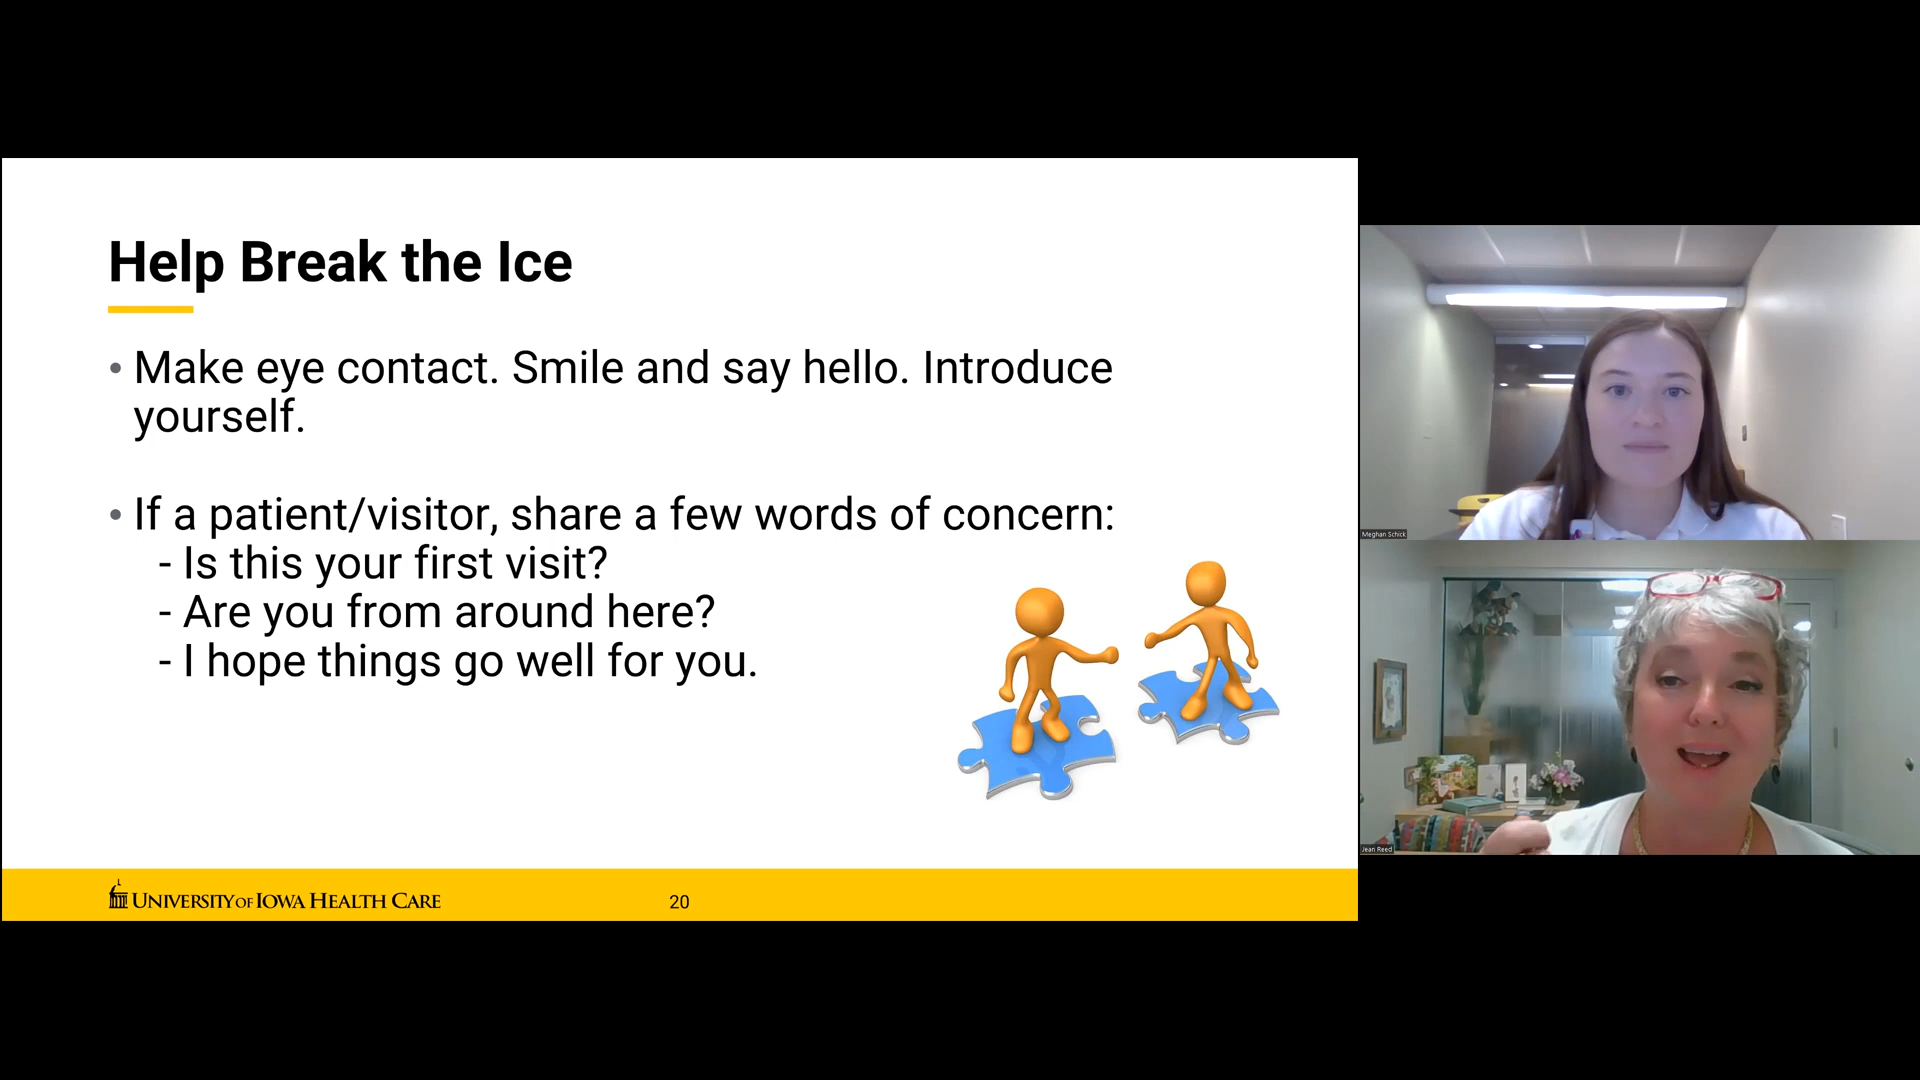 Help Break the Ice
• Make eye contact. Smile and say hello. Introduce
yourself.
• If a patient/visitor, share a few words of concern:
- Is this your first visit?
- Are you from around here?
- I hope things go well for you.
UNIVERSITY OF IOWA HEALTH CARE
20
Meghan Schick
Jean Reed